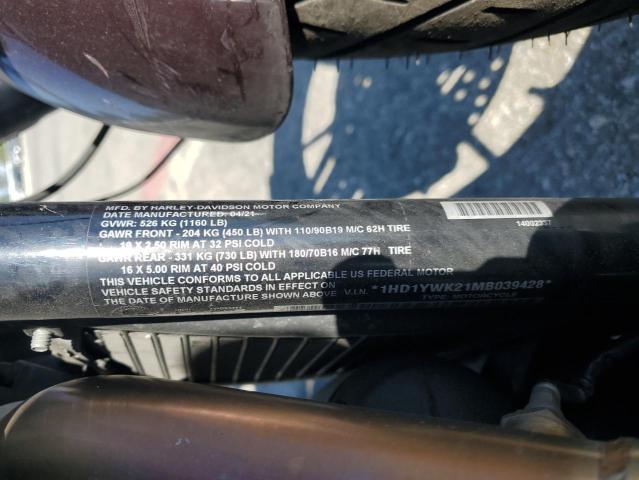 MFD. BY HARLEY-DAVIDSON MOTOR COMPANY
DATE MANUFACTURED: 04/21
GVWR: 526 KG (1160 LB)
GAWR FRONT - 204 KG (450 LB) WITH 110/90B19 M/C 62H TIRE
19 X 2.50 RIM AT 32 PSI COLD
GAWR REAR - 331 KG (730 LB) WITH 180/70B16 M/C 77H TIRE
16 X 5.00 RIM AT 40 PSI COLD
THIS VEHICLE CONFORMS TO ALL APPLICABLE US FEDERAL MOTOR
VEHICLE SAFETY STANDARDS IN EFFECT ON
THE DATE OF MANUFACTURE SHOWN ABOVE
V.I.N. *1HD1YWK21MB039428*
TYPE: MOTORCYCLE